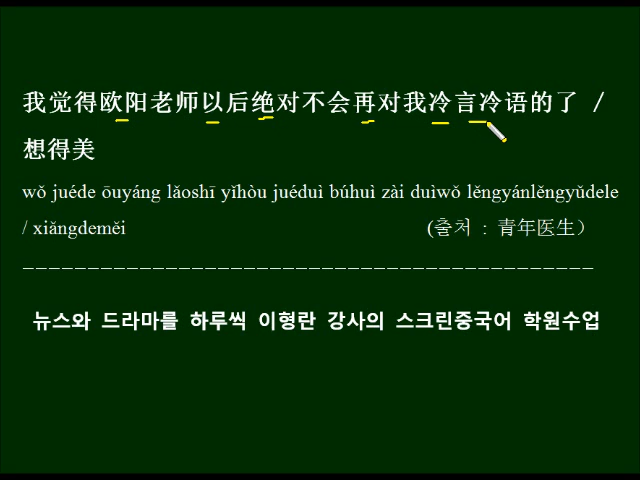 我觉得欧阳老师以后绝对不会再对我冷言冷语的了 /
想得美
wǒ juéde ōuyáng lǎoshī yǐhòu juéduì búhuì zài duìwǒ lěngyánlěngyǔdele
/ xiǎngdeměi
(출처 : 青年医生)
뉴스와 드라마를 하루씩 이형란 강사의 스크린중국어 학원수업